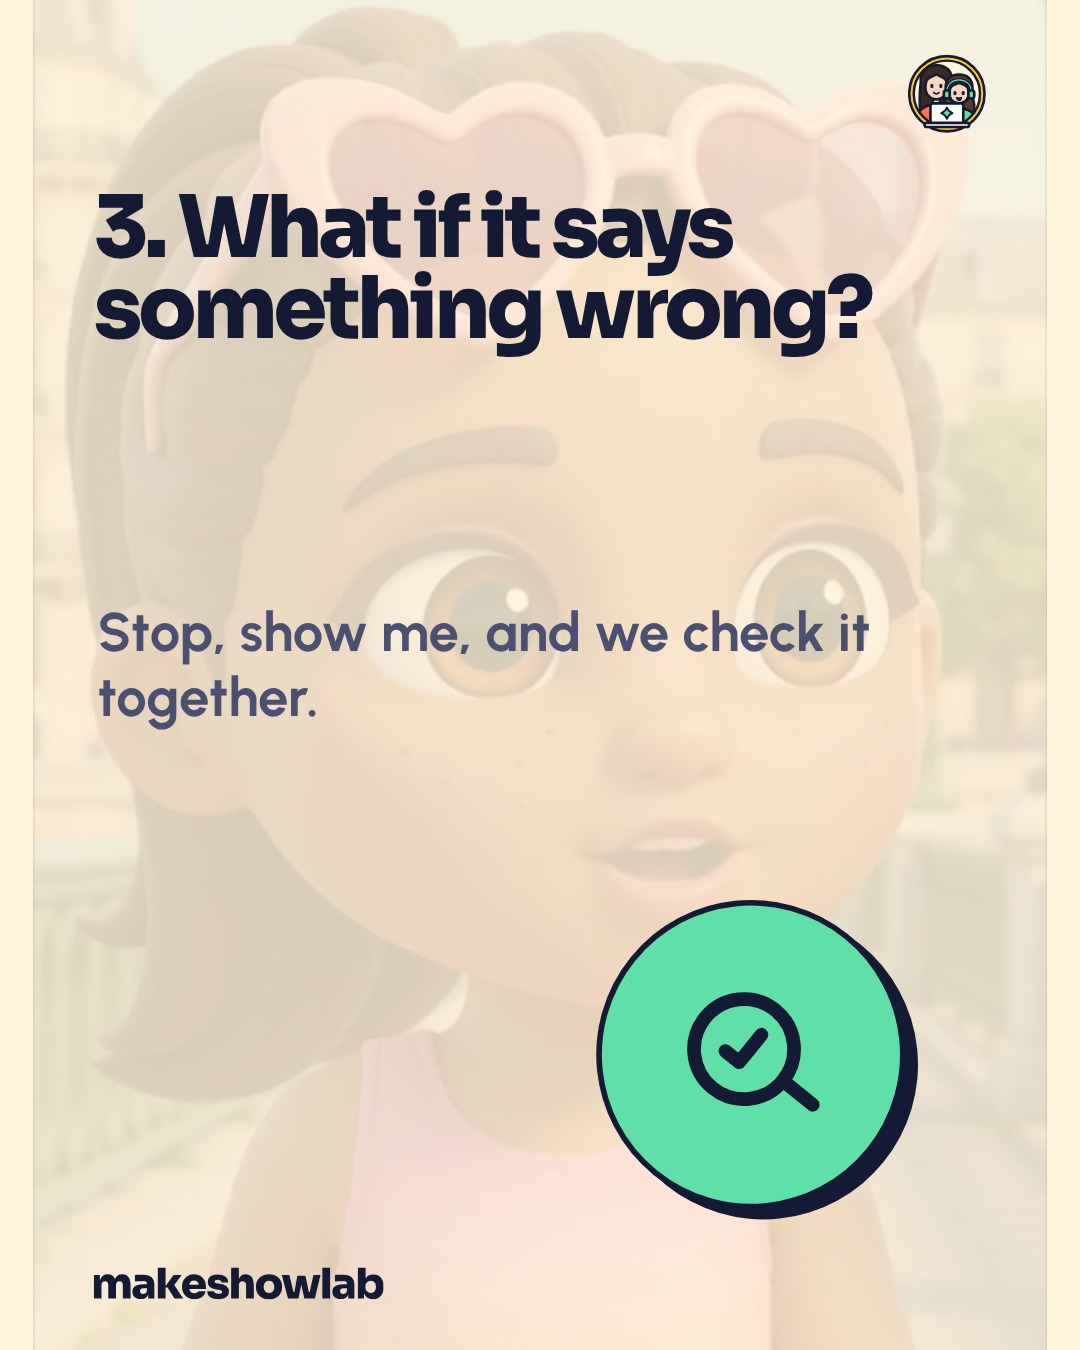 3. What if it says
something wrong?
Stop, show me, and we check it
together.
makeshowlab